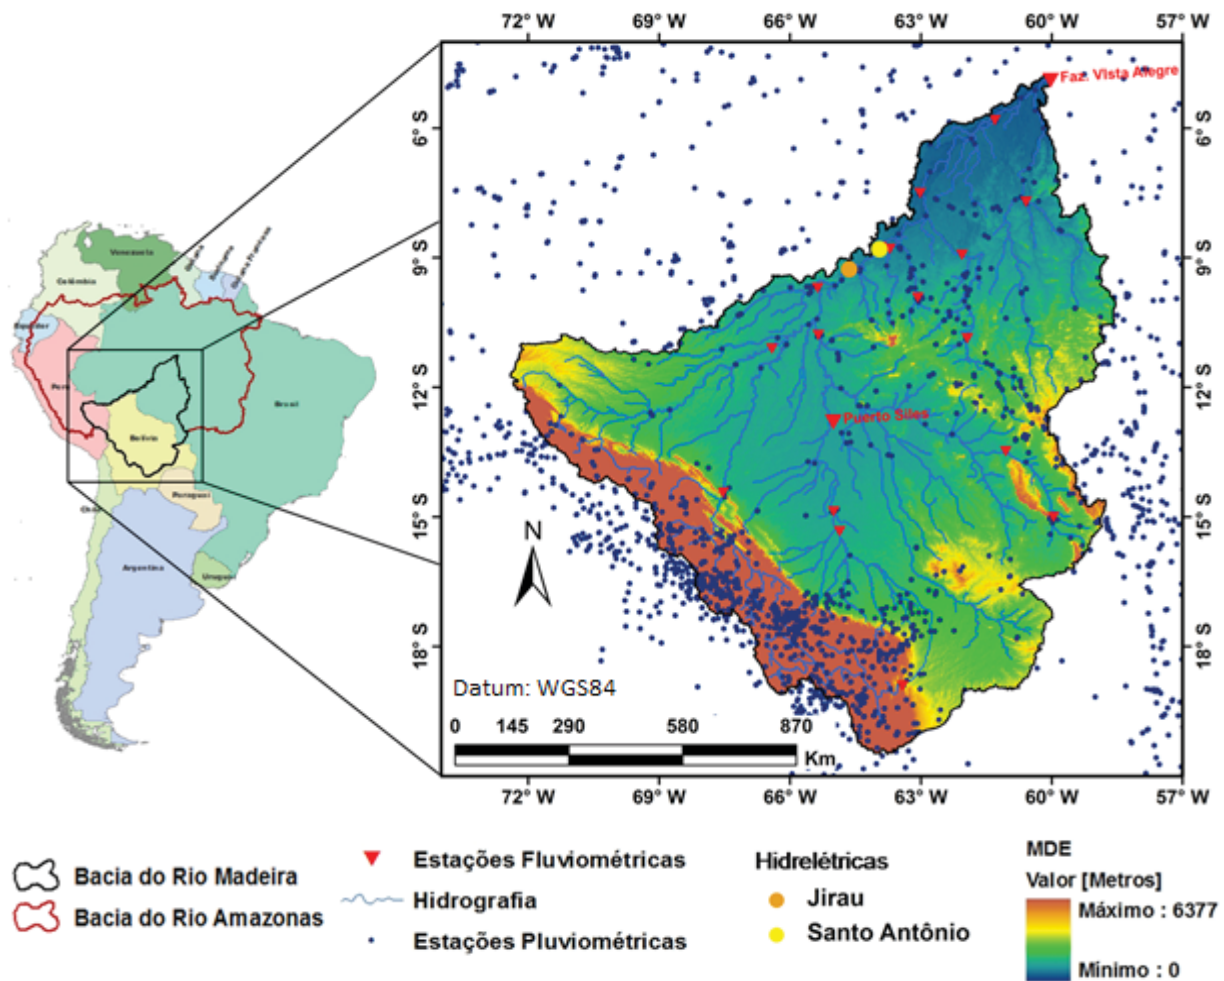 72° W 69° W 66° W 63° W 60° W 57° W
Faz. Vista Alegre
6° S 6° S
9° S 9° S
12° S 12° S
15° S 15° S
18° S 18° S
Puerto Siles
Venezuela
Colômbia
Equador
Peru
Brasil
Bolívia
Paraguai
Chile
Argentina
Uruguai
N
Datum: WGS84
0 145 290 580 870
Km
72° W 69° W 66° W 63° W 60° W 57° W
Bacia do Rio Madeira
Bacia do Rio Amazonas
Estações Fluviométricas
Hidrografia
Estações Pluviométricas
Hidrelétricas
Jirau
Santo Antônio
MDE
Valor [Metros]
Máximo : 6377
Mínimo : 0